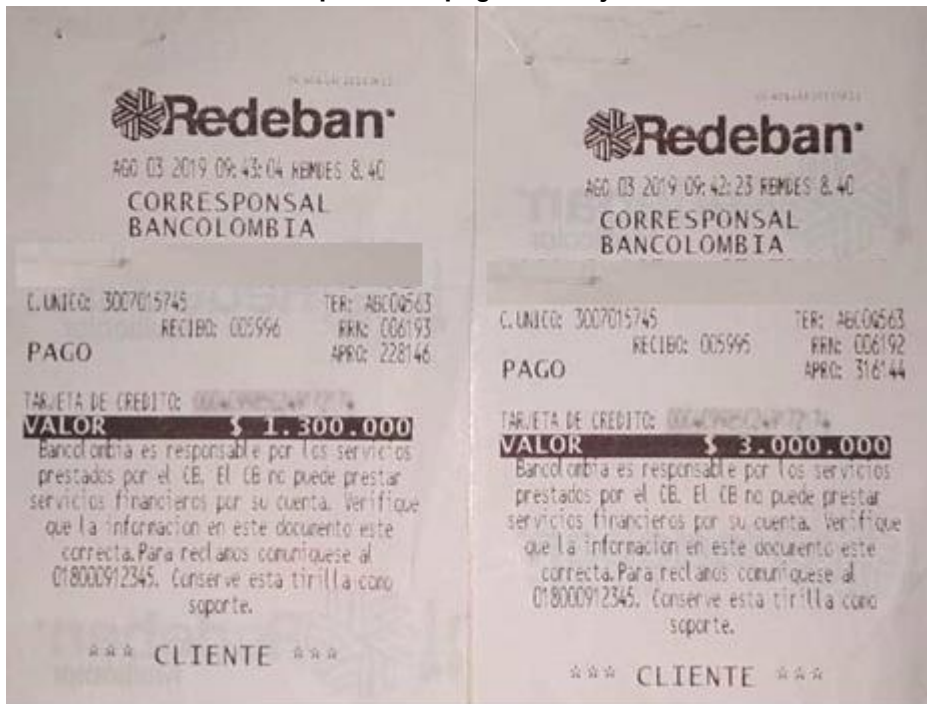 Redeban
AGO 03 2019 09:43:04 RBMDES 8.40
CORRESPONSAL
BANCOLOMBIA
C.UNICO: 3007015745 TER: ABCOQ563
RECIBO: 005996 RRN: 006193
PAGO APRO: 228146
TARJETA DE CREDITO:
VALOR $ 1.300.000
Bancolombia es responsable por los servicios
prestados por el CB. El CB no puede prestar
servicios financieros por su cuenta. Verifique
que la informacion en este documento este
correcta.Para reclamos comuniquese al
018000912345. Conserve esta tirilla como
soporte.
*** CLIENTE ***
Redeban
AGO 03 2019 09:42:23 RBMDES 8.40
CORRESPONSAL
BANCOLOMBIA
C.UNICO: 3007015745 TER: ABCOQ563
RECIBO: 005995 RRN: 006192
PAGO APRO: 316144
TARJETA DE CREDITO:
VALOR $ 3.000.000
Bancolombia es responsable por los servicios
prestados por el CB. El CB no puede prestar
servicios financieros por su cuenta. Verifique
que la informacion en este documento este
correcta.Para reclamos comuniquese al
018000912345. Conserve esta tirilla como
soporte.
*** CLIENTE ***